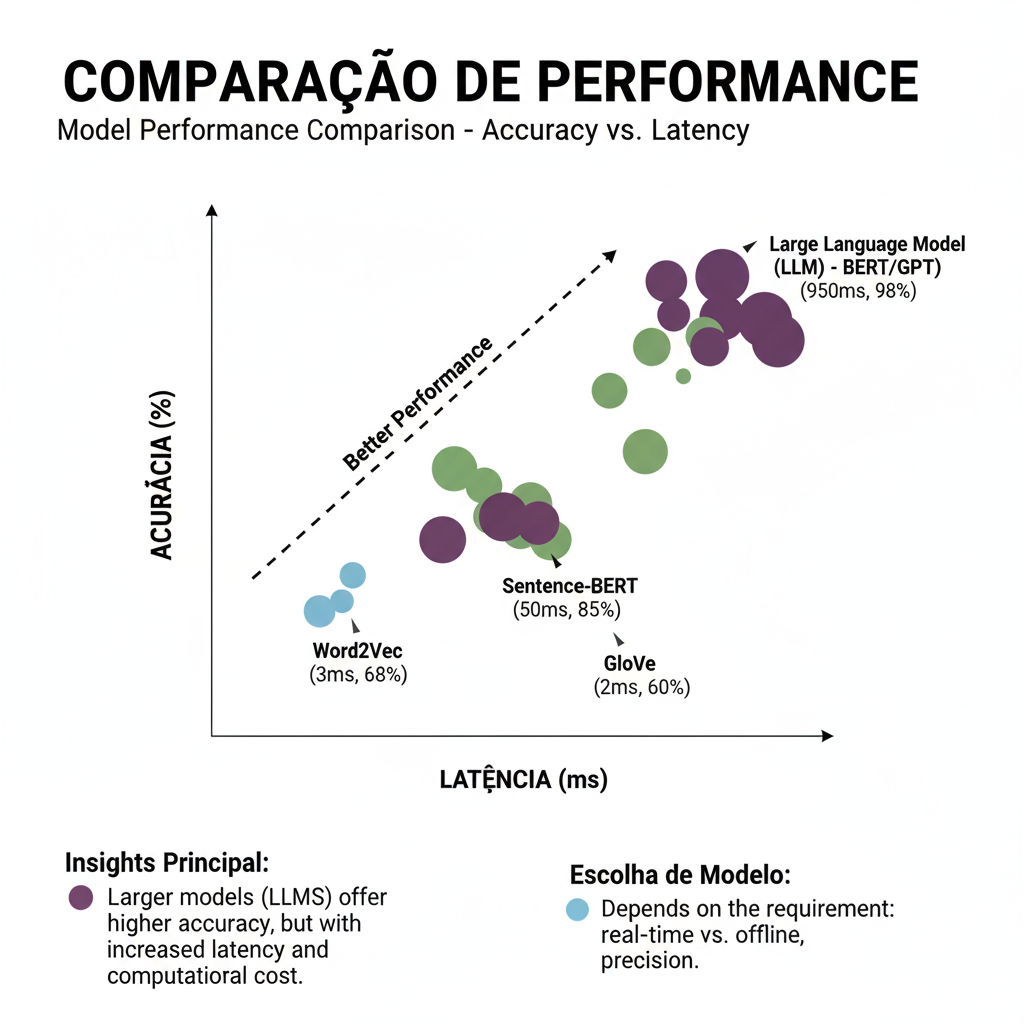 COMPARAÇÃO DE PERFORMANCE
Model Performance Comparison - Accuracy vs. Latency
Large Language Model
(LLM) - BERT/GPT)
(950ms, 98%)
Better Performance
ACURÁCIA (%)
Sentence-BERT
(50ms, 85%)
Word2Vec
(3ms, 68%)
GloVe
(2ms, 60%)
LATÊNCIA (ms)
Insights Principal:
Larger models (LLMS) offer
higher accuracy, but with
increased latency and
computatioral cost.
Escolha de Modelo:
Depends on the requirement:
real-time vs. offline,
precision.